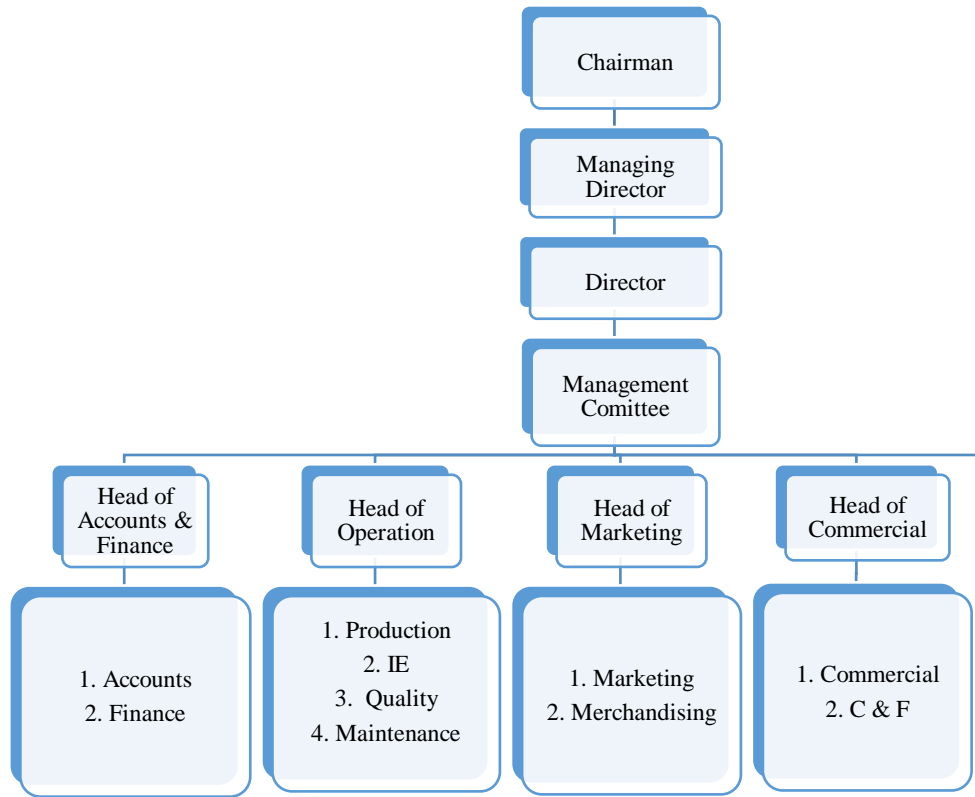 Chairman
Managing
Director
Director
Management
Comittee
Head of
Accounts &
Finance
Head of
Operation
Head of
Marketing
Head of
Commercial
1. Accounts
2. Finance
1. Production
2. IE
3. Quality
4. Maintenance
1. Marketing
2. Merchandising
1. Commercial
2. C & F